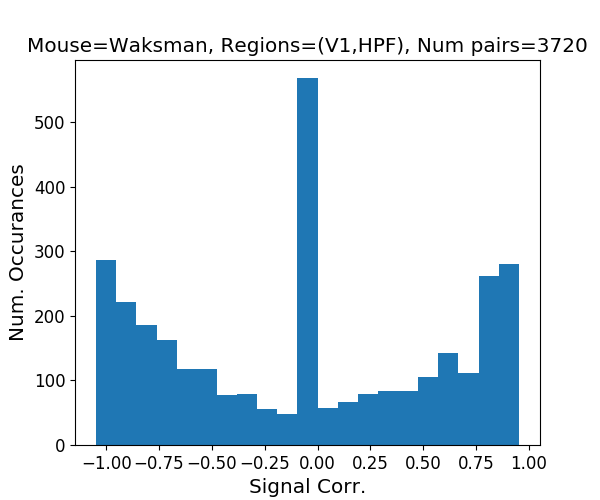 Mouse=Waksman, Regions=(V1,HPF), Num pairs=3720
Num. Occurances
500
400
300
200
100
0
−1.00 −0.75 −0.50 −0.25 0.00 0.25 0.50 0.75 1.00
Signal Corr.